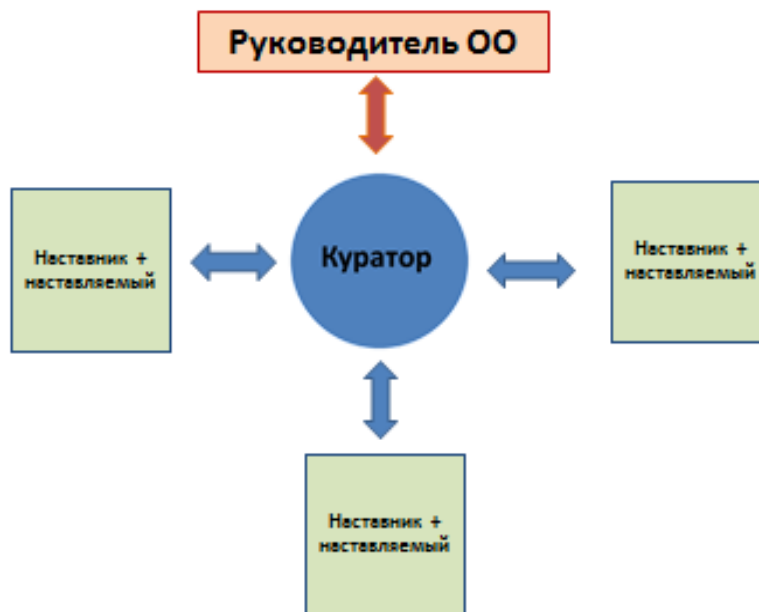 Руководитель ОО
Наставник +
наставляемый
Куратор
Наставник +
наставляемый
Наставник +
наставляемый